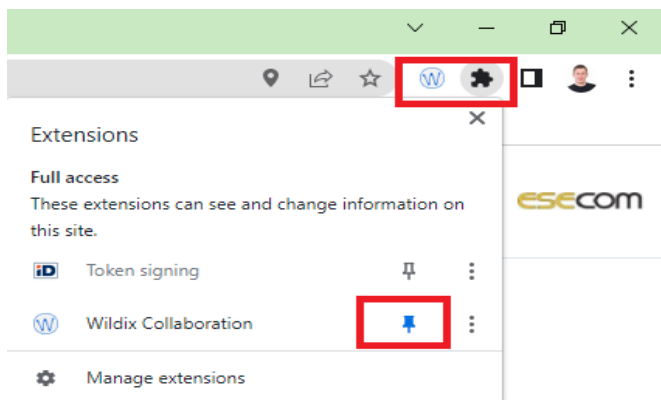 Extensions
esecom
Full access
These extensions can see and change information on
this site.
iD Token signing
W Wildix Collaboration
Manage extensions